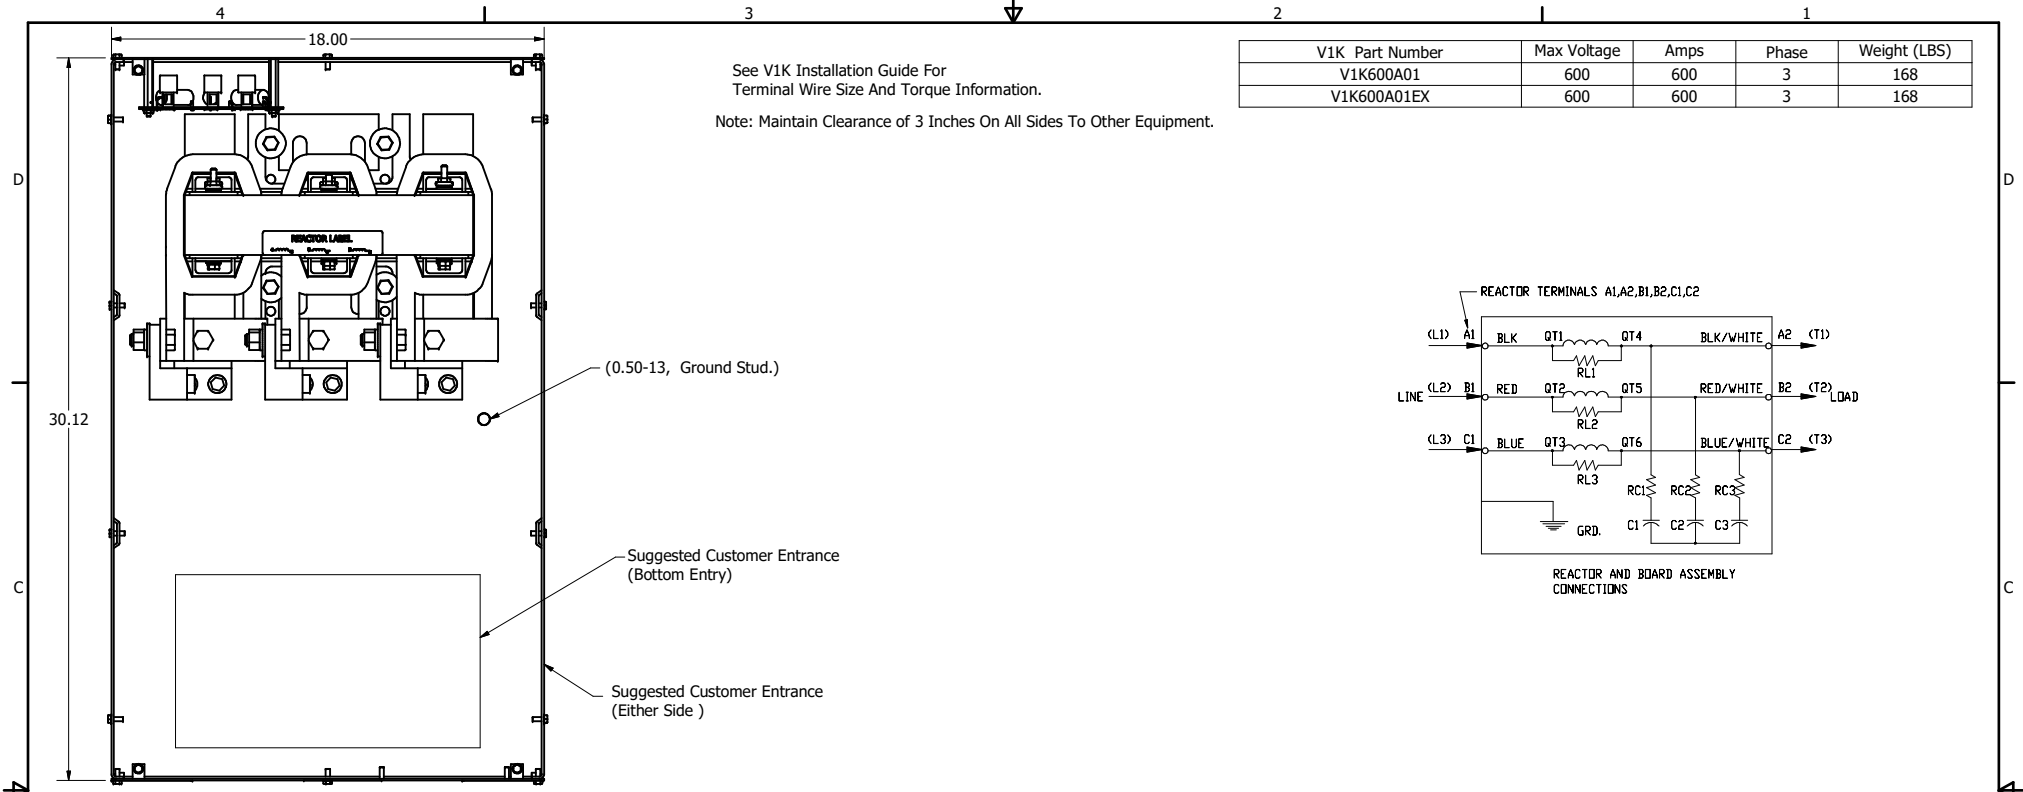 4
3
2
1
18.00
See V1K Installation Guide For
Terminal Wire Size And Torque Information.
Note: Maintain Clearance of 3 Inches On All Sides To Other Equipment.
V1K Part Number Max Voltage Amps Phase Weight (LBS)
V1K600A01 600 600 3 168
V1K600A01EX 600 600 3 168
D
D
REACTOR LABEL
REACTOR TERMINALS A1,A2,B1,B2,C1,C2
(L1) A1 BLK QT1 QT4 BLK/WHITE A2 (T1)
RL1
LINE (L2) B1 RED QT2 QT5 RED/WHITE B2 (T2) LOAD
RL2
(L3) C1 BLUE QT3 QT6 BLUE/WHITE C2 (T3)
RL3
RC1 RC2 RC3
C1 C2 C3
GRD.
REACTOR AND BOARD ASSEMBLY
CONNECTIONS
(0.50-13, Ground Stud.)
30.12
Suggested Customer Entrance
(Bottom Entry)
C
C
Suggested Customer Entrance
(Either Side )